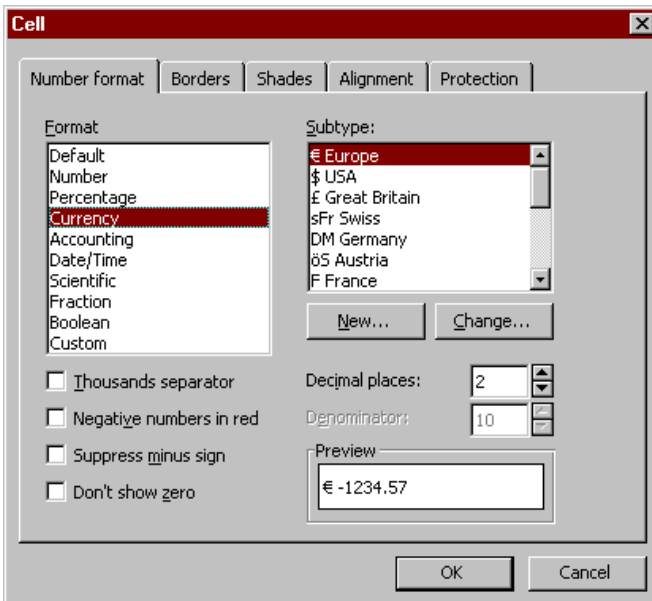 Cell
Number format Borders Shades Alignment Protection
Format
Default
Number
Percentage
Currency
Accounting
Date/Time
Scientific
Fraction
Boolean
Custom
Subtype:
€ Europe
$ USA
£ Great Britain
sFr Swiss
DM Germany
öS Austria
F France
New... Change...
Thousands separator
Negative numbers in red
Suppress minus sign
Don't show zero
Decimal places: 2
Denominator: 10
Preview
€ -1234.57
OK Cancel